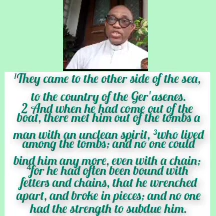 ¹They came to the other side of the sea,
to the country of the Ger'asenes.
2 And when he had come out of the
boat, there met him out of the tombs a
man with an unclean spirit, ³who lived
among the tombs; and no one could
bind him any more, even with a chain;
⁴for he had often been bound with
fetters and chains, that he wrenched
apart, and broke in pieces; and no one
had the strength to subdue him.